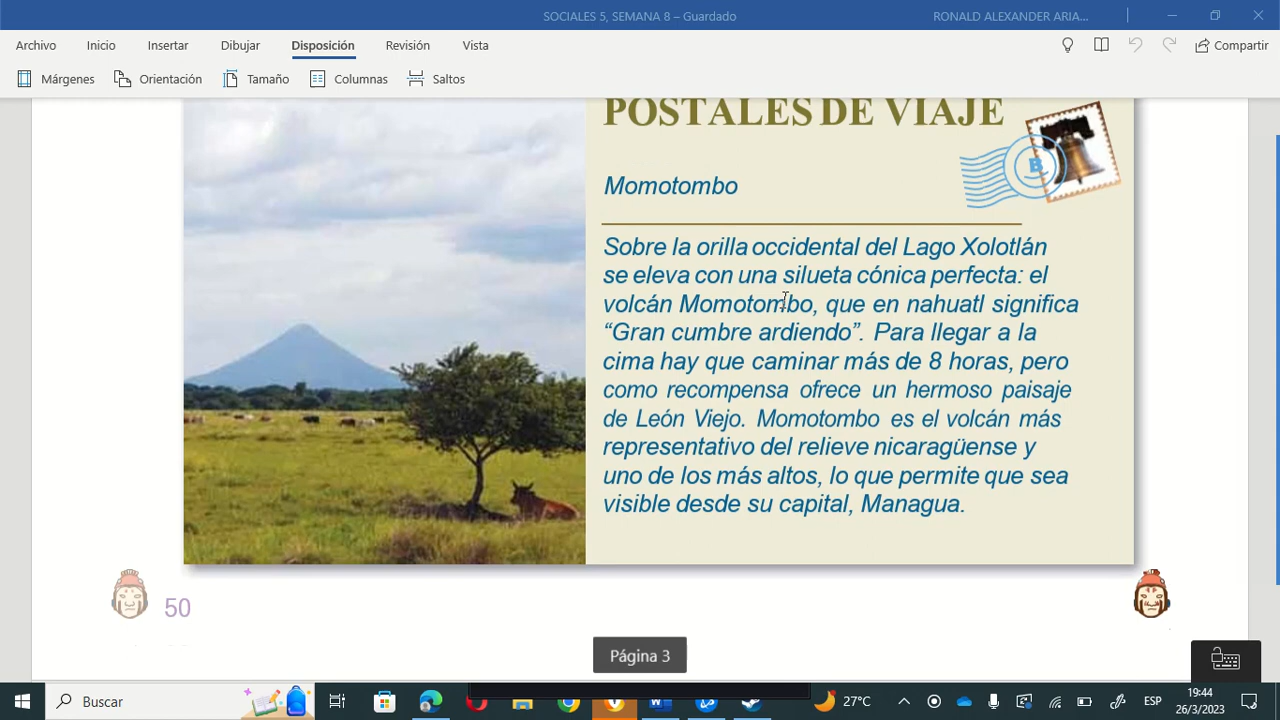 SOCIALES 5, SEMANA 8 – Guardado
RONALD ALEXANDER ARIA...
Archivo
Inicio
Insertar
Dibujar
Disposición
Revisión
Vista
Compartir
Márgenes
Orientación
Tamaño
Columnas
Saltos
POSTALES DE VIAJE
B
Momotombo
Sobre la orilla occidental del Lago Xolotlán
se eleva con una silueta cónica perfecta: el
volcán Momotombo, que en nahuatl significa
“Gran cumbre ardiendo”. Para llegar a la
cima hay que caminar más de 8 horas, pero
como recompensa ofrece un hermoso paisaje
de León Viejo. Momotombo es el volcán más
representativo del relieve nicaragüense y
uno de los más altos, lo que permite que sea
visible desde su capital, Managua.
50
Página 3
Buscar
27°C
ESP
19:44
26/3/2023